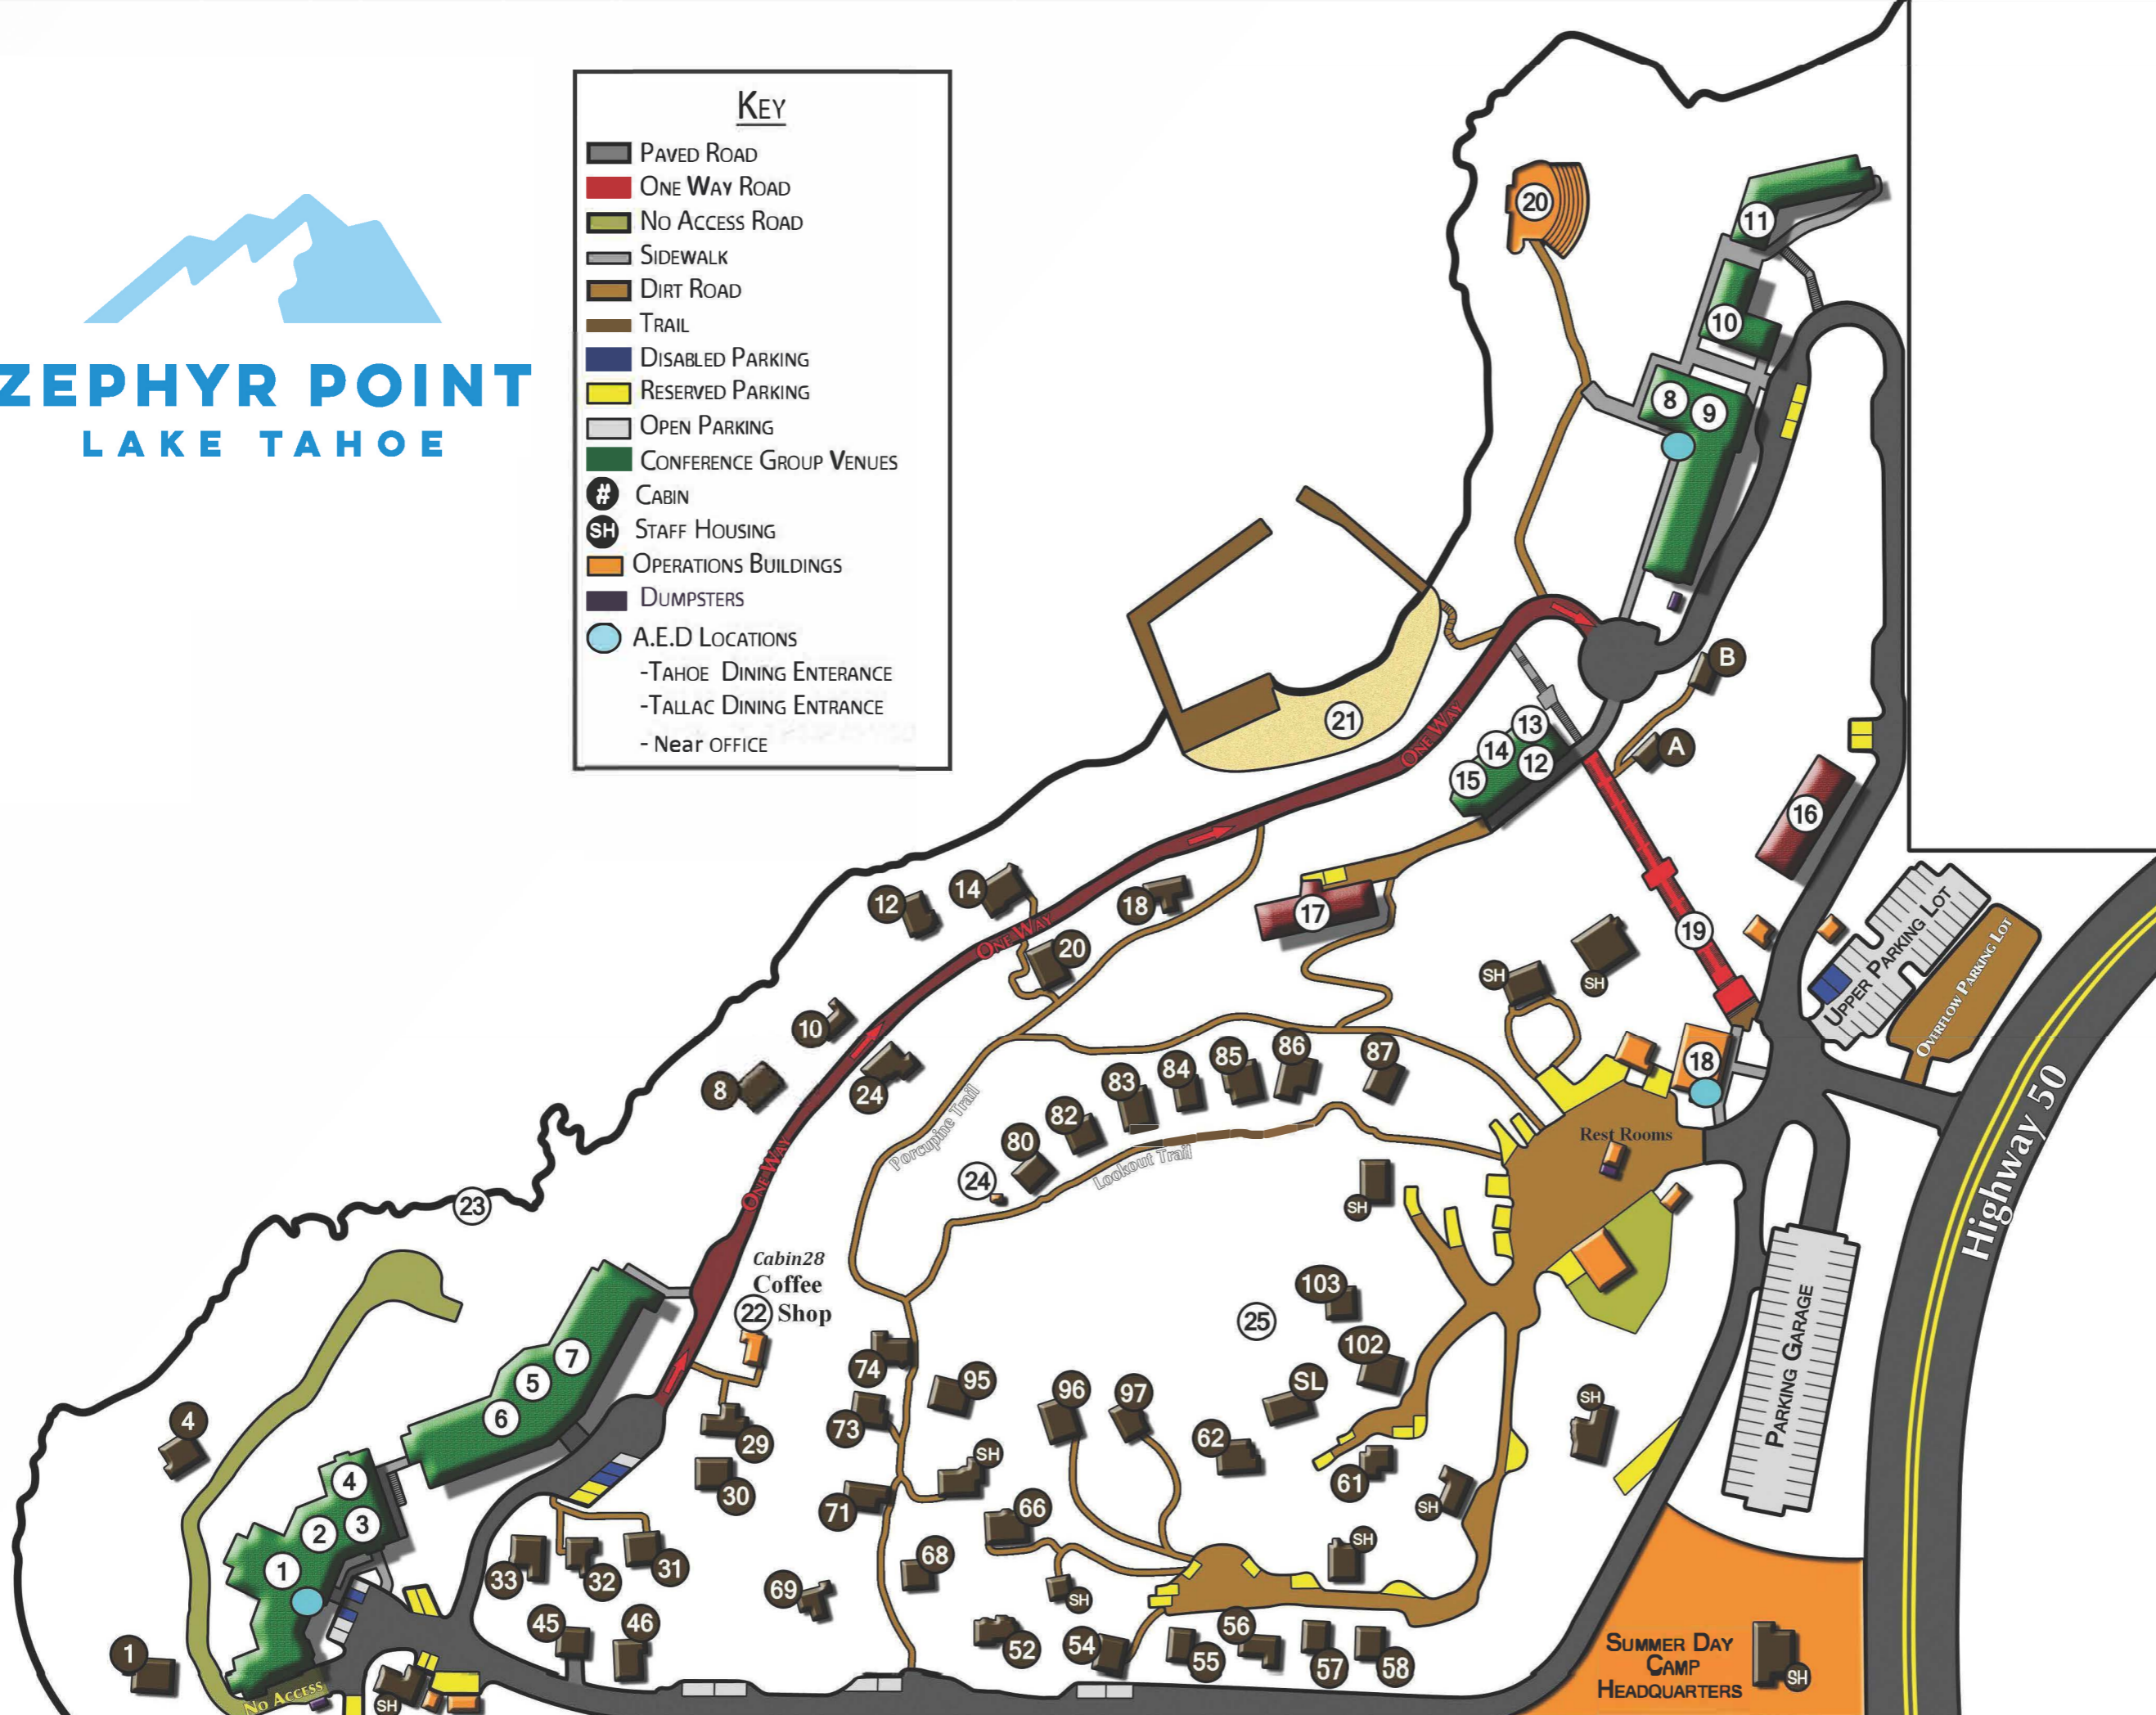 ZEPHYR POINT
LAKE TAHOE
KEY
PAVED ROAD
ONE WAY ROAD
NO ACCESS ROAD
SIDEWALK
DIRT ROAD
TRAIL
DISABLED PARKING
RESERVED PARKING
OPEN PARKING
CONFERENCE GROUP VENUES
# CABIN
SH STAFF HOUSING
OPERATIONS BUILDINGS
DUMPSTERS
A.E.D LOCATIONS
-TAHOE DINING ENTERANCE
-TALLAC DINING ENTRANCE
- Near OFFICE
20
11
10
8
9
B
A
21
13
14
12
15
ONE WAY
16
17
19
UPPER PARKING LOT
OVERFLOW PARKING LOT
Highway 50
12
14
18
20
ONE WAY
10
8
24
SH
SH
18
Rest Rooms
83
84
85
86
87
82
80
24
Porcupine Trail
Lookout Trail
ONE WAY
23
SH
Cabin28
Coffee
22 Shop
25
103
102
SL
PARKING GARAGE
4
7
5
6
74
95
96
97
73
29
30
62
61
SH
SH
SH
SH
4
2
3
1
71
66
68
69
33
32
31
45
46
SH
52
54
55
56
57
58
1
NO ACCESS
SH
SUMMER DAY
CAMP
HEADQUARTERS
SH